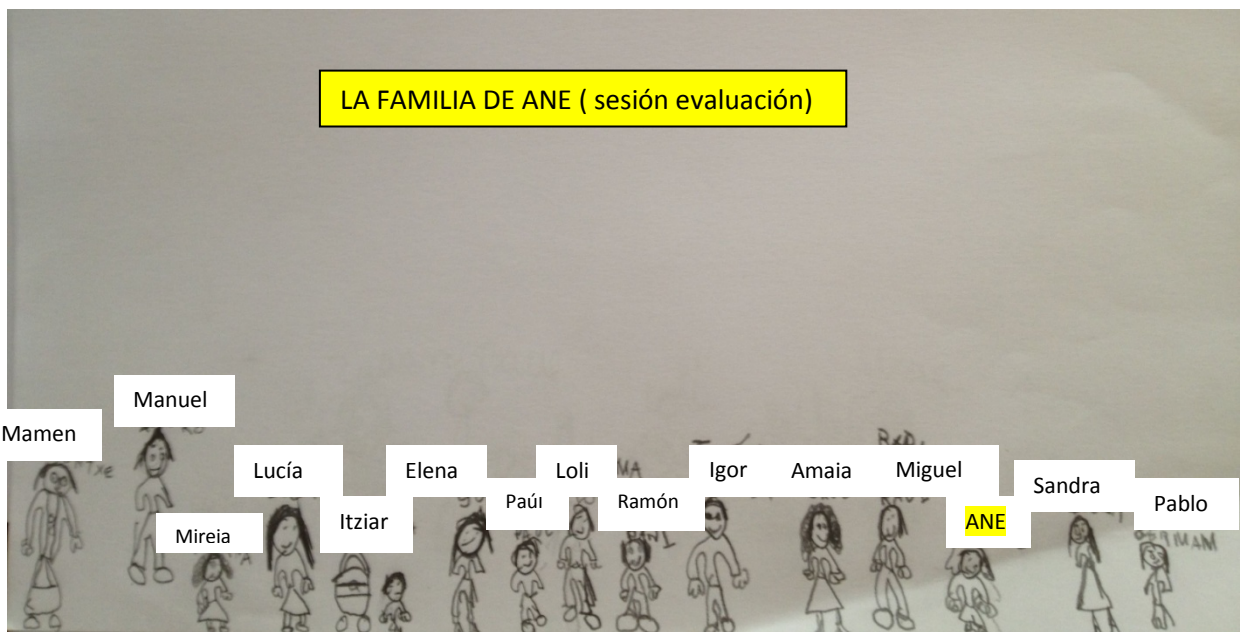 LA FAMILIA DE ANE ( sesión evaluación)
Manuel
Mamen
Lucía
Elena
Loli
Igor
Amaia
Miguel
Sandra
Paúl
Ramón
Pablo
Itziar
ANE
Mireia